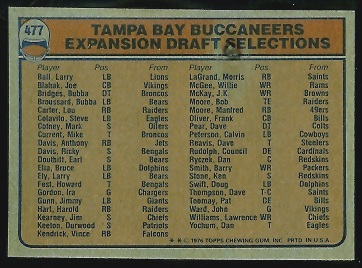 477
TAMPA BAY BUCCANEERS
EXPANSION DRAFT SELECTIONS
Player Pos. From Player Pos. From
Ball, Larry LB Lions LaGrand, Morris RB Saints
Blahak, Joe CB Vikings McGee, Willie WR Rams
Bridges, Bubba DT Broncos McKay, J.K. WR Browns
Broussard, Bubba LB Bears Moore, Bob TE Raiders
Carter, Lou RB Raiders Moore, Manfred RB 49ers
Colavito, Steve LB Eagles Oliver, Frank CB Bills
Cotney, Mark S Oilers Pear, Dave DT Colts
Current, Mike T Broncos Peterson, Calvin LB Cowboys
Davis, Anthony RB Jets Peterson, T.
Davis, Ricky S Bengals Rudolph, Council DE Cardinals
Douthitt, Earl S Bears Ryczek, Dan C Redskins
Elia, Bruce LB Dolphins Smith, Barry WR Packers
Ely, Larry LB Bears Stone, Ken S Redskins
Fest, Howard T Bengals Swift, Doug LB Dolphins
Gordon, Ira G Chargers Thompson, Dave T-C Saints
Gunn, Jimmy LB Giants Toomay, Pat DE Bills
Hart, Harold RB Raiders Ward, John G Vikings
Kearney, Jim S Chiefs Williams, Lawrence WR Chiefs
Keeton, Durwood S Patriots Yochum, Dan T Eagles
Kendrick, Vince RB Falcons
★ ★ © 1976 TOPPS CHEWING GUM, INC. PRTD. IN U.S.A.